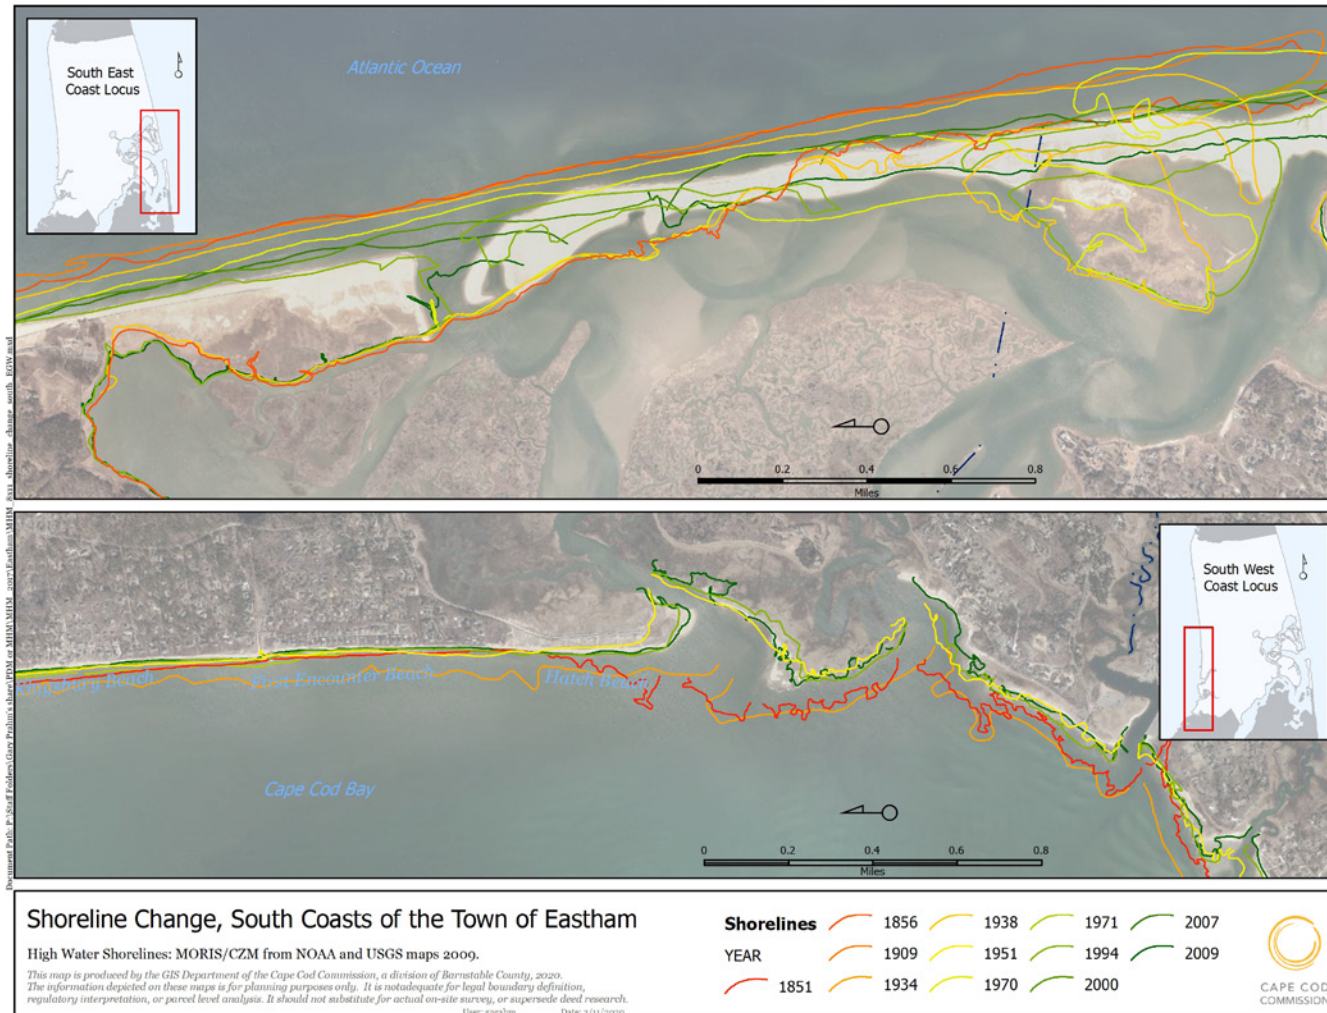 South East
Coast Locus
Atlantic Ocean
0 0.2 0.4 0.6 0.8
Miles
South West
Coast Locus
Kingsbury Beach
First Encounter Beach
Hatch Beach
Cape Cod Bay
0 0.2 0.4 0.6 0.8
Miles
Shoreline Change, South Coasts of the Town of Eastham
High Water Shorelines: MORIS/CZM from NOAA and USGS maps 2009.
This map is produced by the GIS Department of the Cape Cod Commission, a division of Barnstable County, 2020.
The information depicted on these maps is for planning purposes only. It is notadequate for legal boundary definition,
regulatory interpretation, or parcel level analysis. It should not substitute for actual on-site survey, or supersede deed research.
Shorelines
YEAR
1851
1856
1909
1934
1938
1951
1970
1971
1994
2000
2007
2009
CAPE COD
COMMISSION